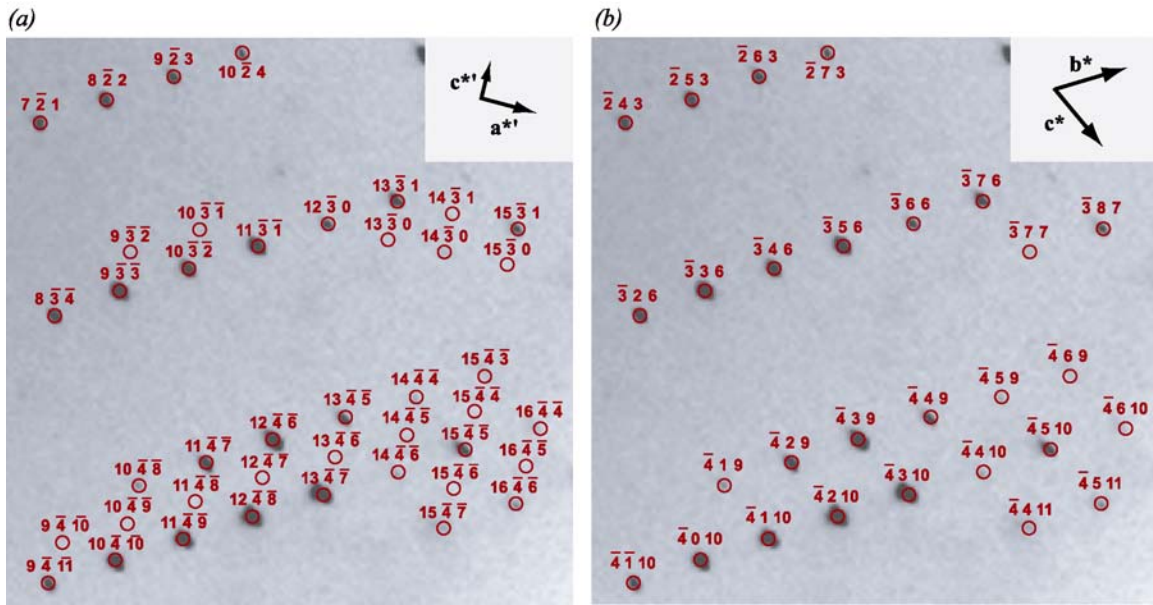 (a)
9 2̄ 3
10 2̄ 4
8 2̄ 2
7 2̄ 1
c*'
a*'
13 3̄ 1
14 3̄ 1
12 3̄ 0
10 3̄ 1̄
15 3̄ 1
13 3̄ 0
11 3̄ 1̄
9 3̄ 2̄
14 3̄ 0
15 3̄ 0
10 3̄ 2̄
9 3̄ 3̄
8 3̄ 4̄
15 4̄ 3̄
14 4̄ 4̄
15 4̄ 4̄
13 4̄ 5̄
16 4̄ 4̄
14 4̄ 5̄
12 4̄ 6̄
15 4̄ 5̄
13 4̄ 6̄
11 4̄ 7̄
16 4̄ 5̄
14 4̄ 6̄
12 4̄ 7̄
10 4̄ 8̄
15 4̄ 6̄
13 4̄ 7̄
11 4̄ 8̄
16 4̄ 6̄
12 4̄ 8̄
10 4̄ 9̄
15 4̄ 7̄
9 4̄ 1̄0̄
11 4̄ 9̄
10 4̄ 1̄0̄
9 4̄ 1̄1̄
(b)
2̄ 6 3
2̄ 7 3
2̄ 5 3
2̄ 4 3
b*
c*
3̄ 7 6
3̄ 6 6
3̄ 8 7
3̄ 5 6
3̄ 7 7
3̄ 4 6
3̄ 3 6
3̄ 2 6
4̄ 6 9
4̄ 5 9
4̄ 4 9
4̄ 6 10
4̄ 3 9
4̄ 5 10
4̄ 2 9
4̄ 4 10
4̄ 1 9
4̄ 3 10
4̄ 5 11
4̄ 2 10
4̄ 4 11
4̄ 1 10
4̄ 0 10
4̄ 1̄ 10